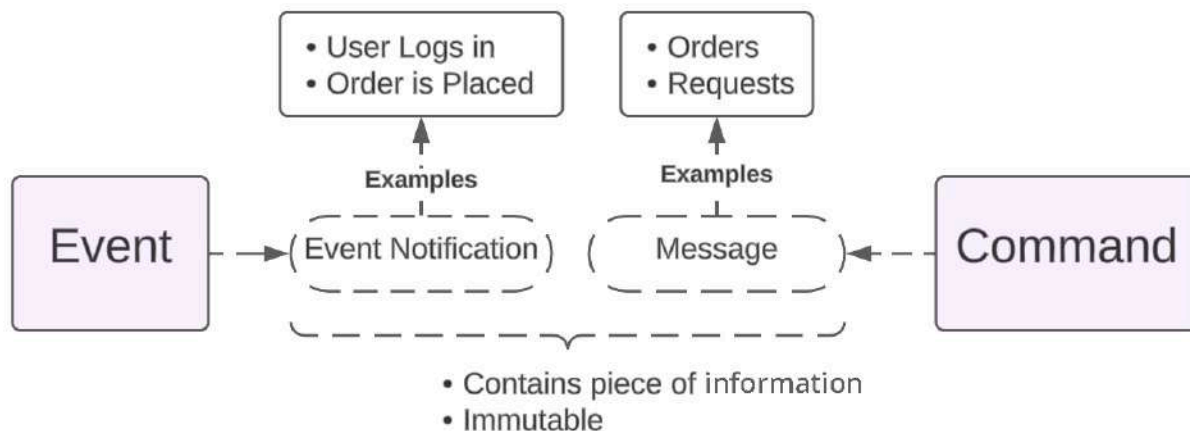 • User Logs in
• Order is Placed
• Orders
• Requests
Examples
Examples
Event
Event Notification
Message
Command
• Contains piece of information
• Immutable